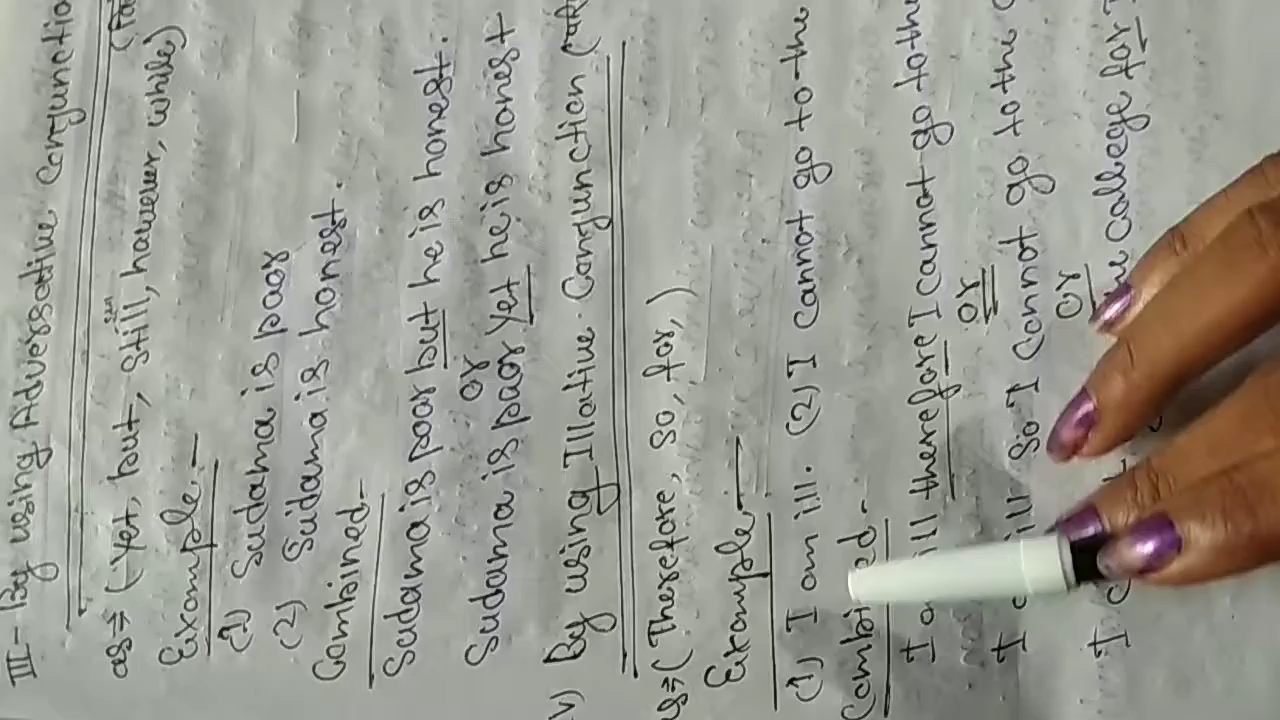 III- By using Adversative Conjunctio
as⇒ (Yet, but, still, however, while)
Example.-
(1) Sudama is poor
(2) Sudama is honest.
Combined-
Sudama is poor but he is honest.
or
Sudama is poor yet he is honest
V) By using Illative Conjunction
as⇒ (Therefore, So, for,)
Example-
(1) I am ill. (2) I cannot go to the
Combined-
I ill therefore I cannot go to the
or
I ill So I cannot go to the
or
I the college for I